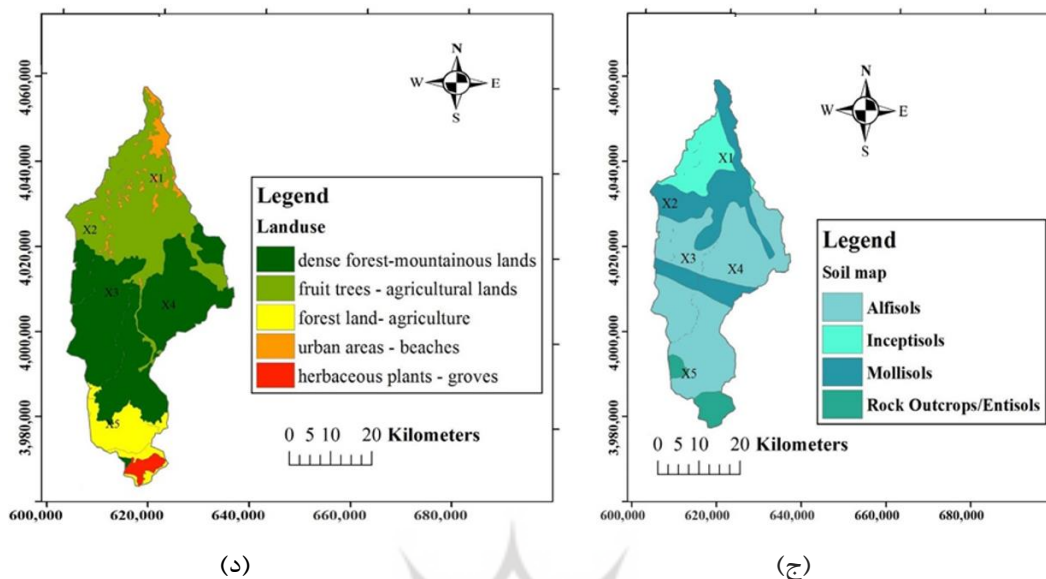 N
W E
S
4,060,000
4,040,000
4,020,000
4,000,000
3,980,000
X1
X2
X3
X4
X5
Legend
Landuse
dense forest-mountainous lands
fruit trees - agricultural lands
forest land- agriculture
urban areas - beaches
herbaceous plants - groves
0 5 10 20 Kilometers
600,000 620,000 640,000 660,000 680,000
(د)
N
W E
S
4,060,000
4,040,000
4,020,000
4,000,000
3,980,000
X1
X2
X3
X4
X5
Legend
Soil map
Alfisols
Inceptisols
Mollisols
Rock Outcrops/Entisols
0 5 10 20
Kilometers
600,000 620,000 640,000 660,000 680,000
(ج)